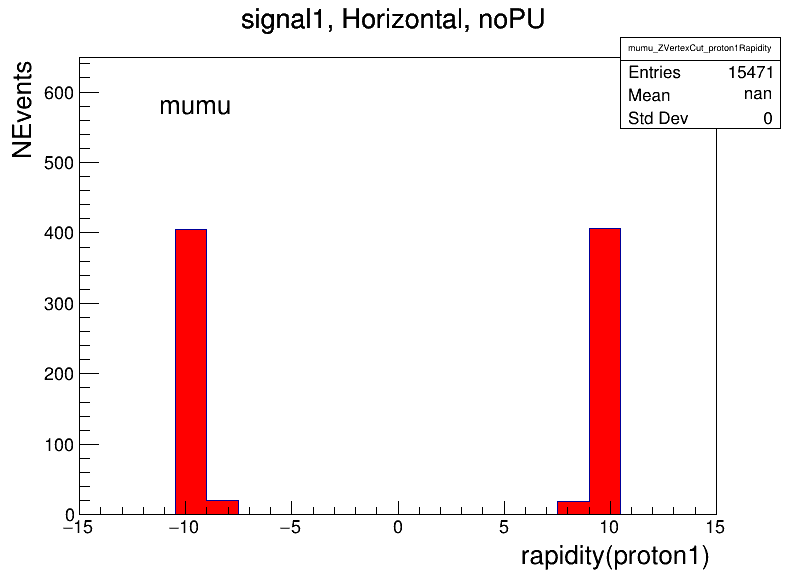 signal1, Horizontal, noPU
mumu_ZVertexCut_proton1Rapidity
Entries 15471
Mean nan
Std Dev 0
NEvents
mumu
600
500
400
300
200
100
0
−15 −10 −5 0 5 10 15
rapidity(proton1)